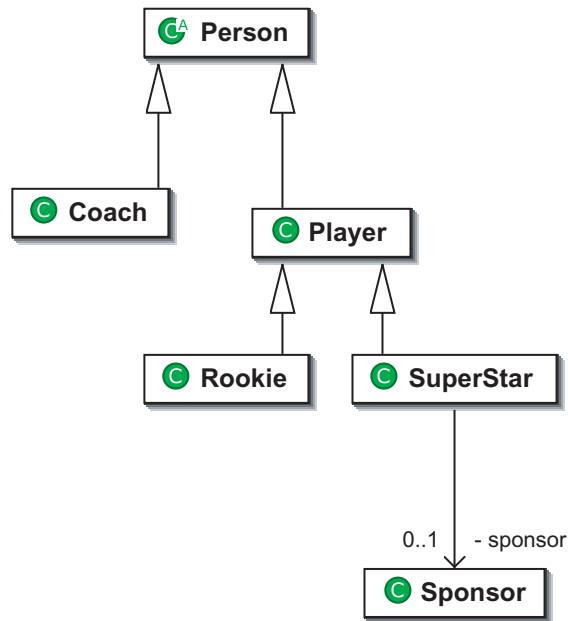 C A Person
C Coach
C Player
C Rookie
C SuperStar
0..1 - sponsor
C Sponsor